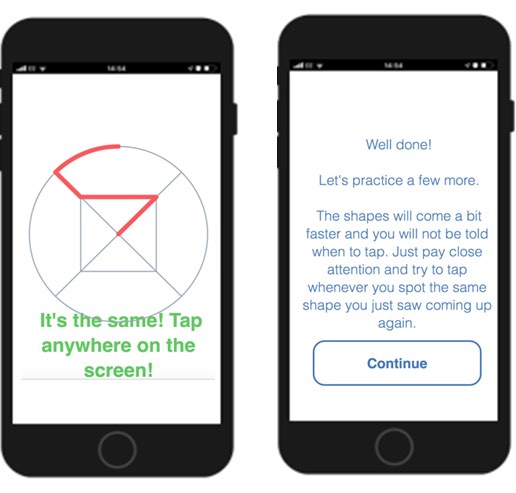 14:54
It's the same! Tap
anywhere on the
screen!
14:54
Well done!
Let's practice a few more.
The shapes will come a bit
faster and you will not be told
when to tap. Just pay close
attention and try to tap
whenever you spot the same
shape you just saw coming up
again.
Continue